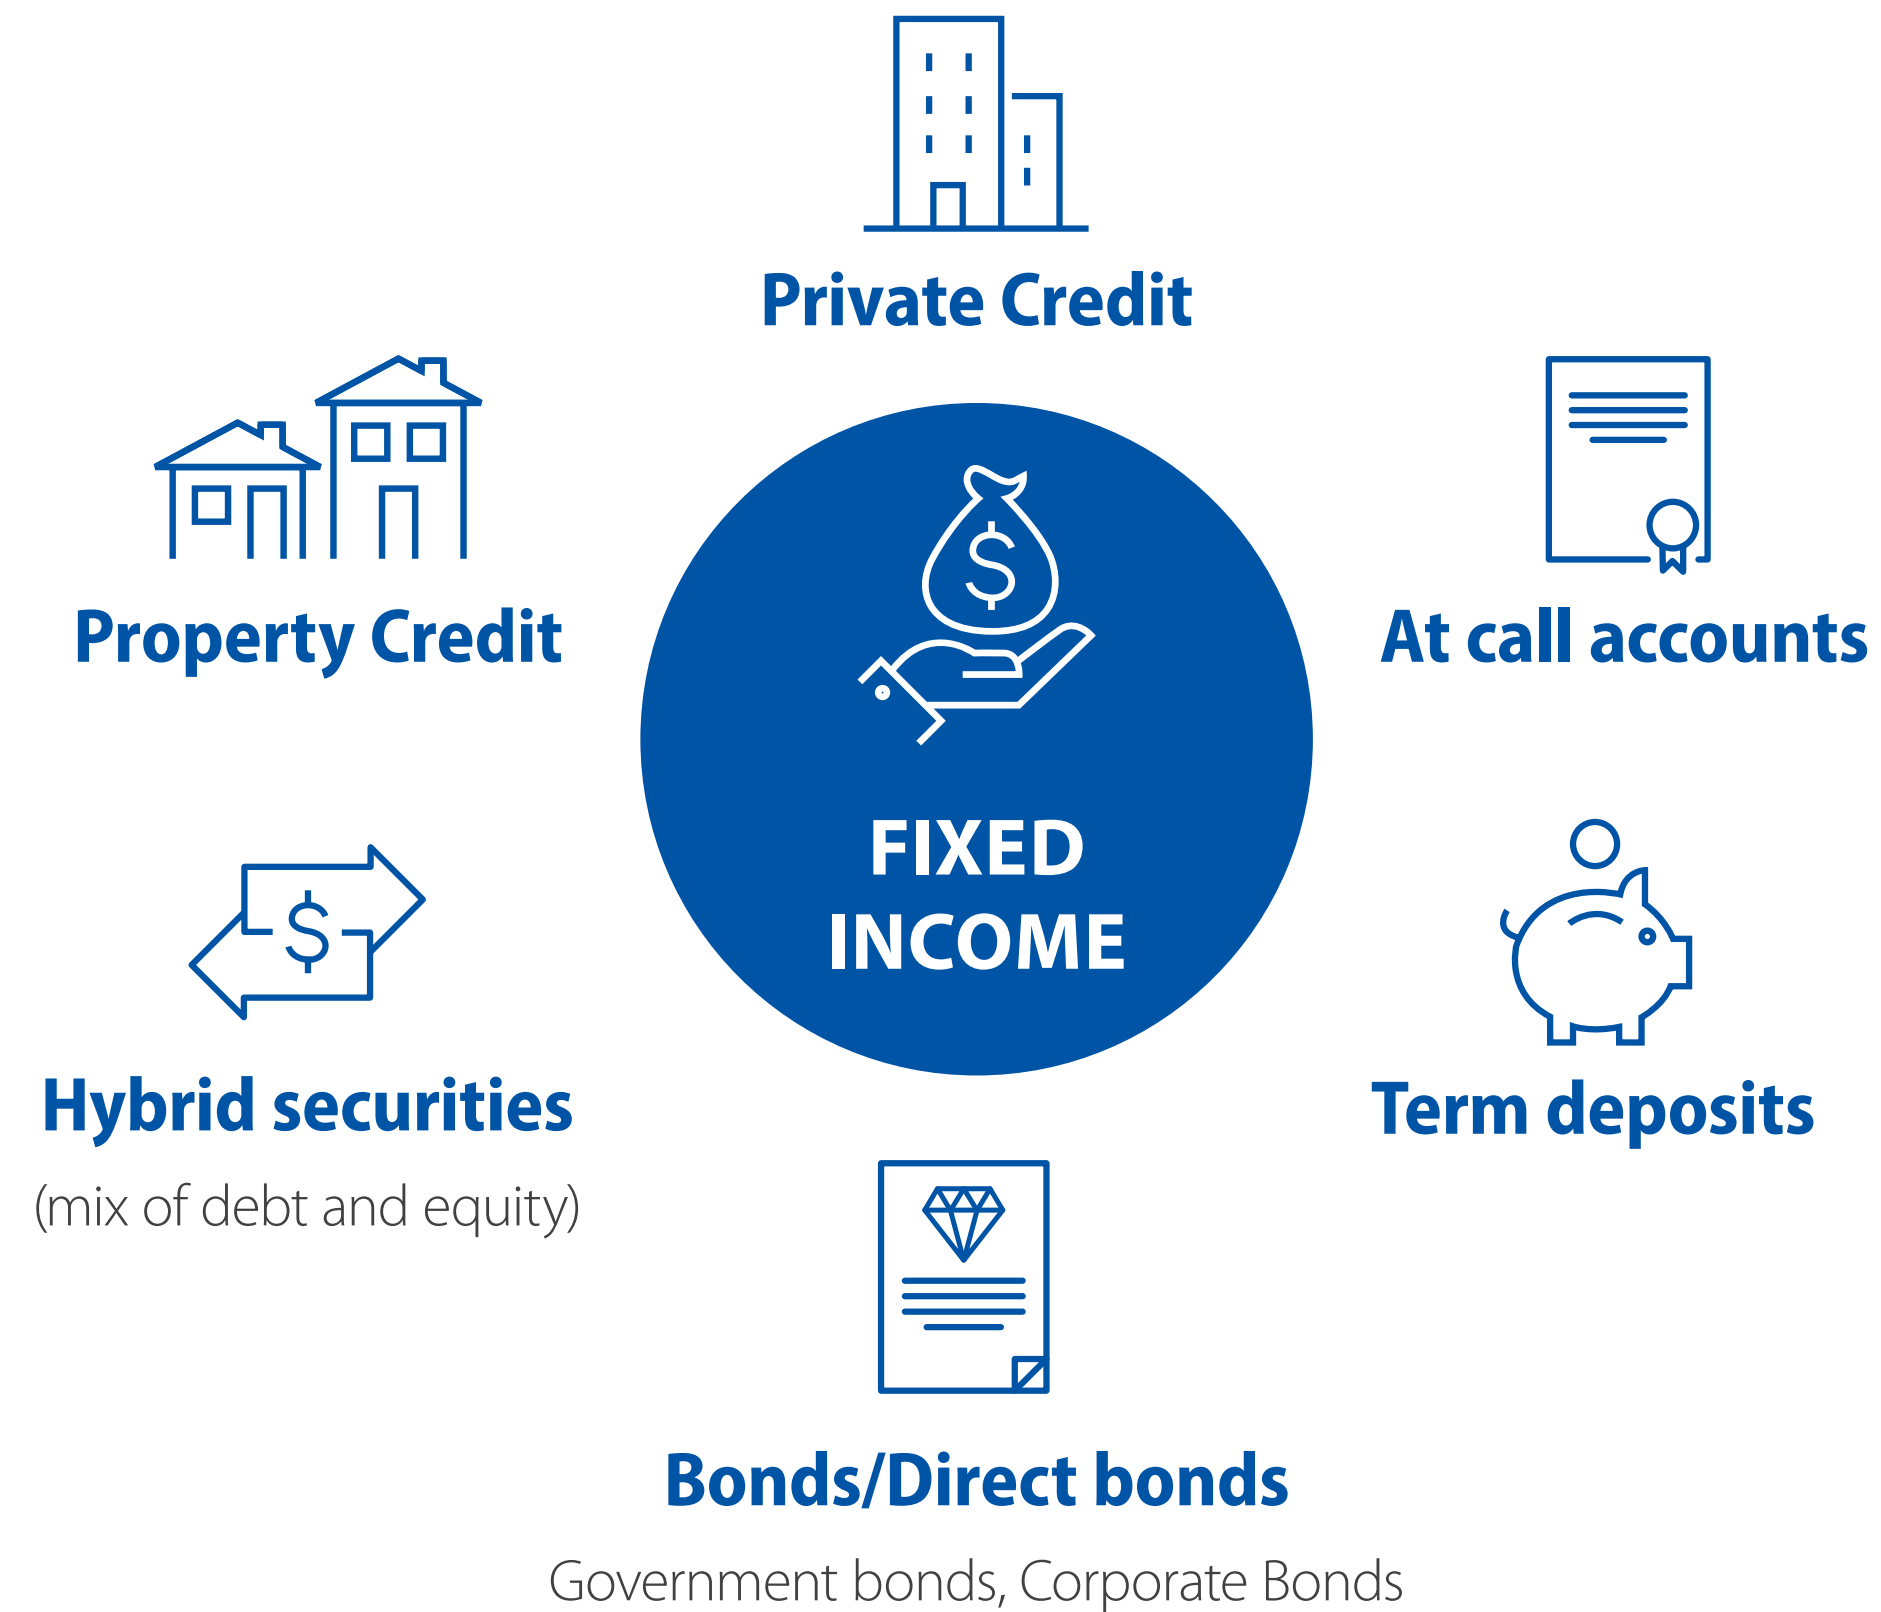 Private Credit
Property Credit
At call accounts
$
FIXED
INCOME
$
Hybrid securities
(mix of debt and equity)
Term deposits
Bonds/Direct bonds
Government bonds, Corporate Bonds